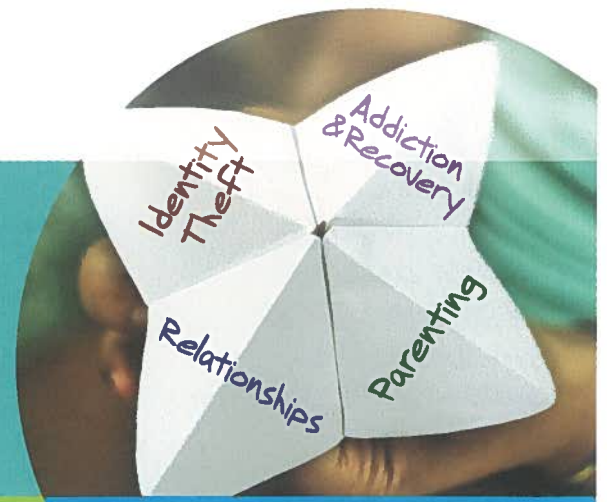 Identity
Theft
Addiction
&Recovery
Relationships
Parenting